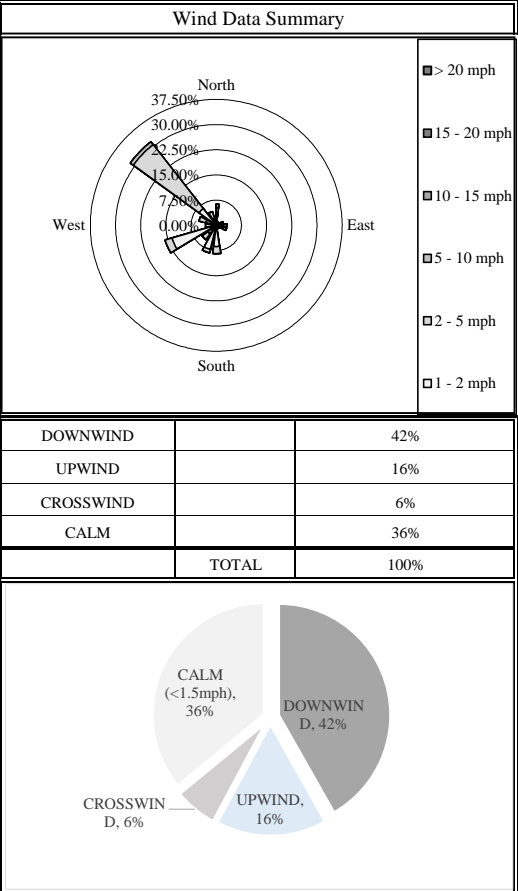 Wind Data Summary
North
37.50%
30.00%
22.50%
15.00%
7.50%
0.00%
West
East
South
> 20 mph
15 - 20 mph
10 - 15 mph
5 - 10 mph
2 - 5 mph
1 - 2 mph
DOWNWIND 42%
UPWIND 16%
CROSSWIND 6%
CALM 36%
TOTAL 100%
CALM
(<1.5mph),
36%
DOWNWIN
D, 42%
CROSSWIN
D, 6%
UPWIND,
16%